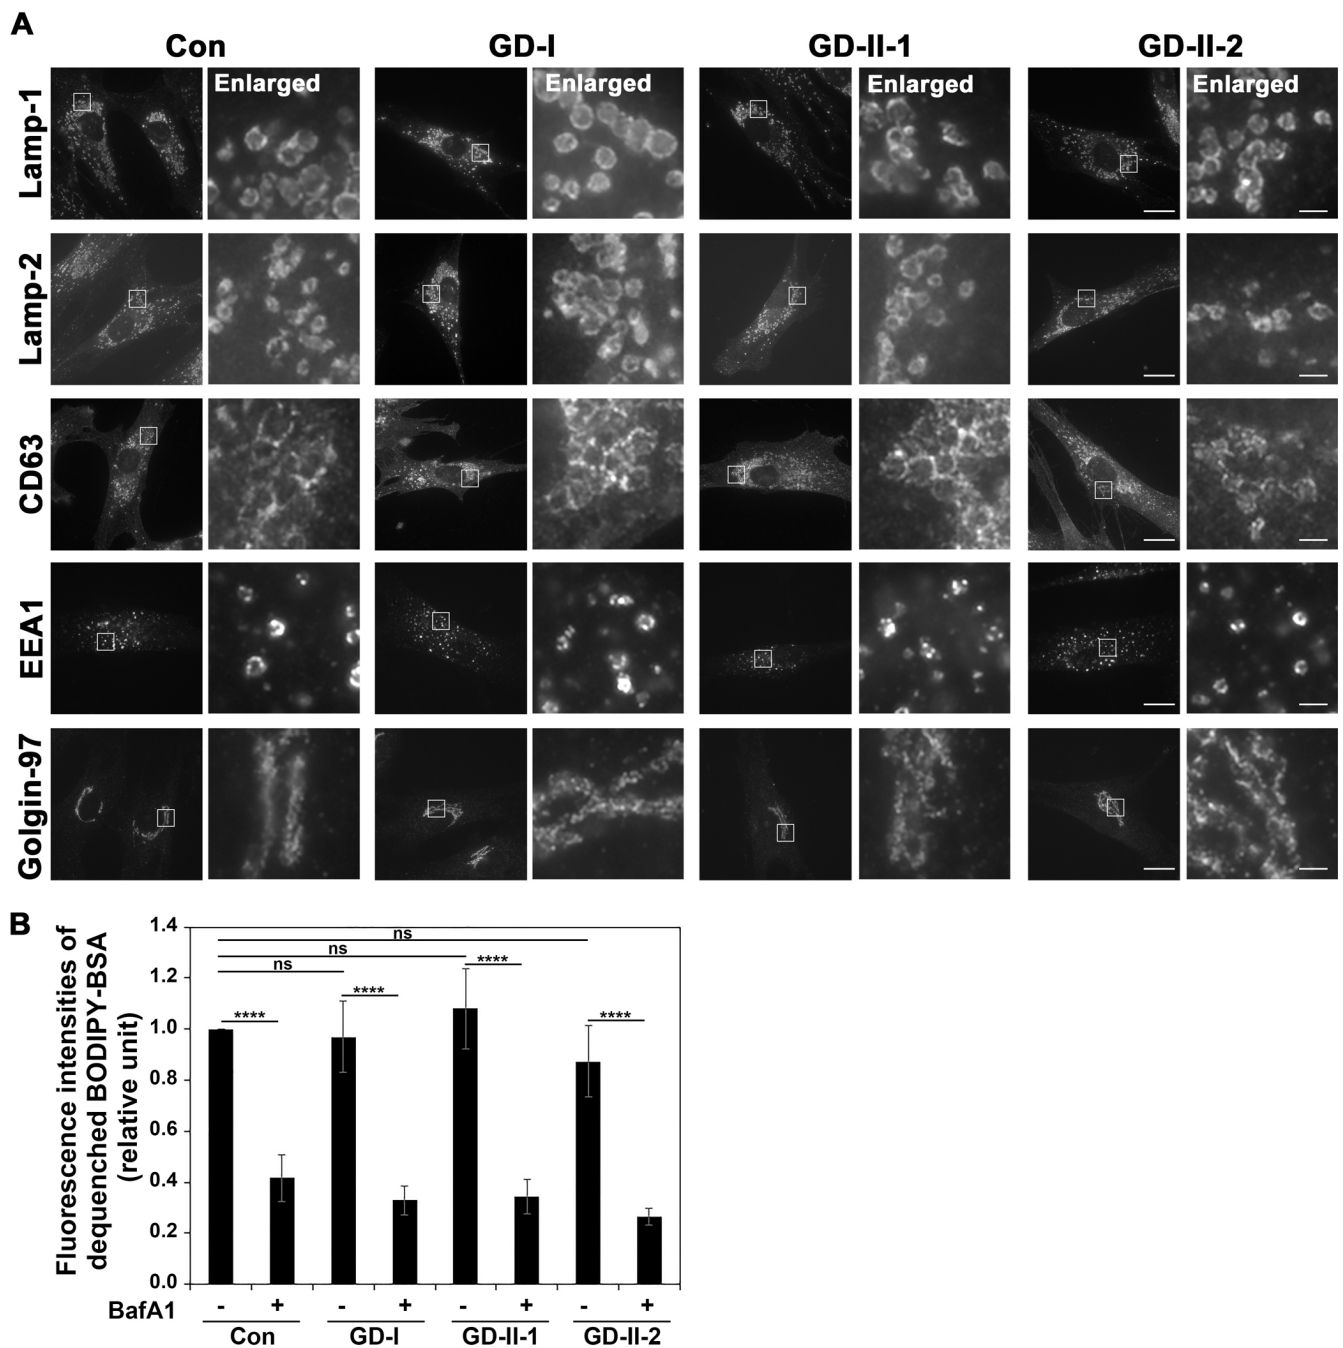 A
Con
GD-I
GD-II-1
GD-II-2
Lamp-1
Enlarged
Enlarged
Enlarged
Enlarged
Lamp-2
CD63
EEA1
Golgin-97
B
Fluorescence intensities of
dequenched BODIPY-BSA
(relative unit)
1.4
1.2
1.0
0.8
0.6
0.4
0.2
0.0
ns
ns
ns
****
****
****
****
BafA1 - + - + - + - +
Con GD-I GD-II-1 GD-II-2